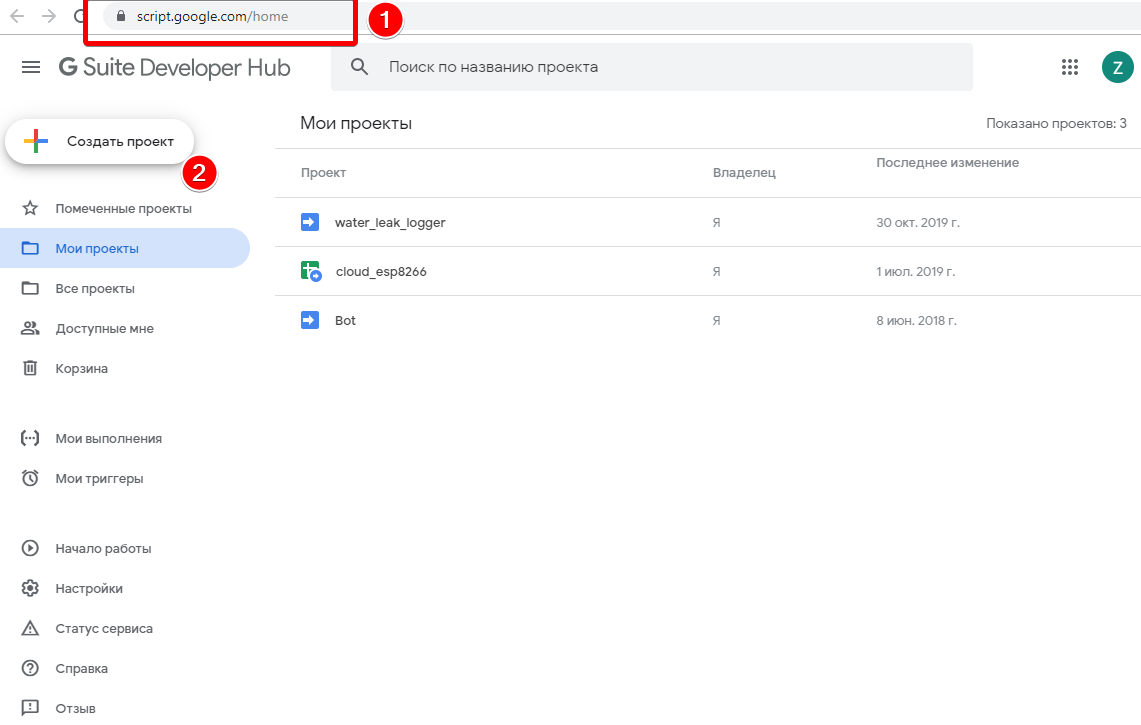 script.google.com/home
1
G Suite Developer Hub
Поиск по названию проекта
Z
Создать проект
2
Мои проекты
Показано проектов: 3
Проект
Владелец
Последнее изменение
Помеченные проекты
water_leak_logger
Я
30 окт. 2019 г.
Мои проекты
cloud_esp8266
Я
1 июл. 2019 г.
Все проекты
Bot
Я
8 июн. 2018 г.
Доступные мне
Корзина
Мои выполнения
Мои триггеры
Начало работы
Настройки
Статус сервиса
Справка
Отзыв